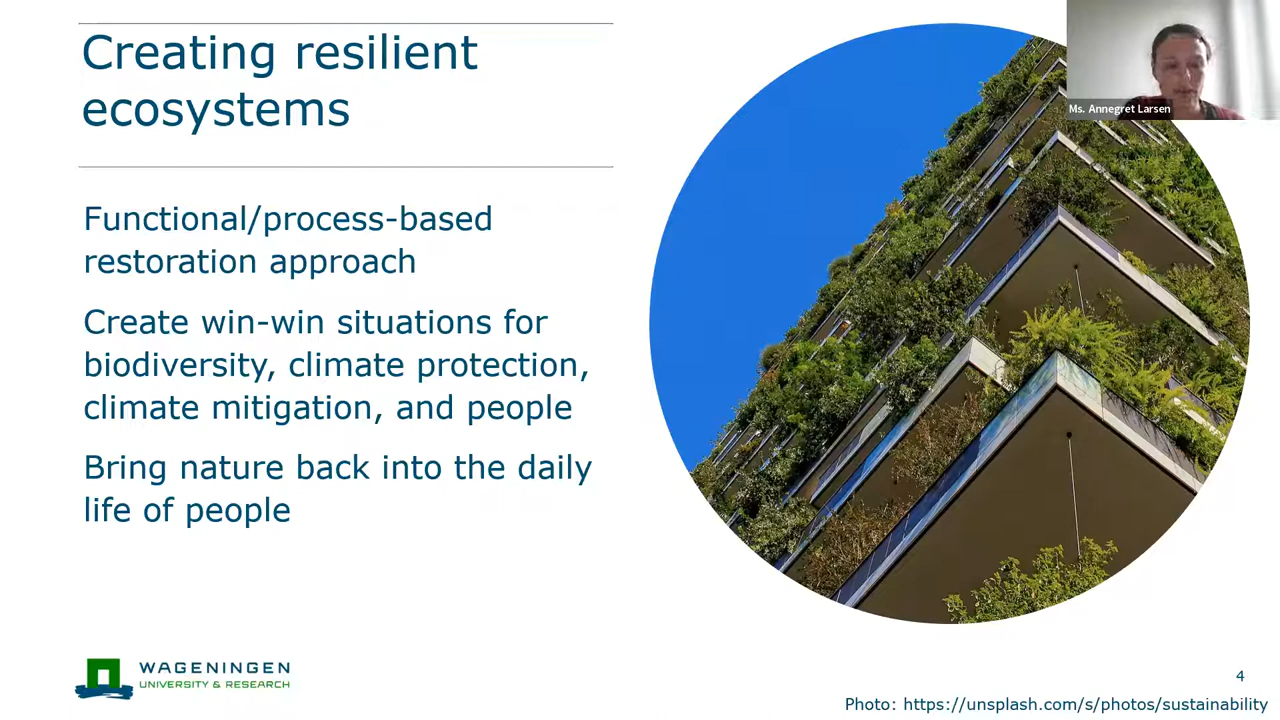 Creating resilient
ecosystems
Ms. Annegret Larsen
Functional/process-based
restoration approach
Create win-win situations for
biodiversity, climate protection,
climate mitigation, and people
Bring nature back into the daily
life of people
WAGENINGEN
UNIVERSITY & RESEARCH
4
Photo: https://unsplash.com/s/photos/sustainability